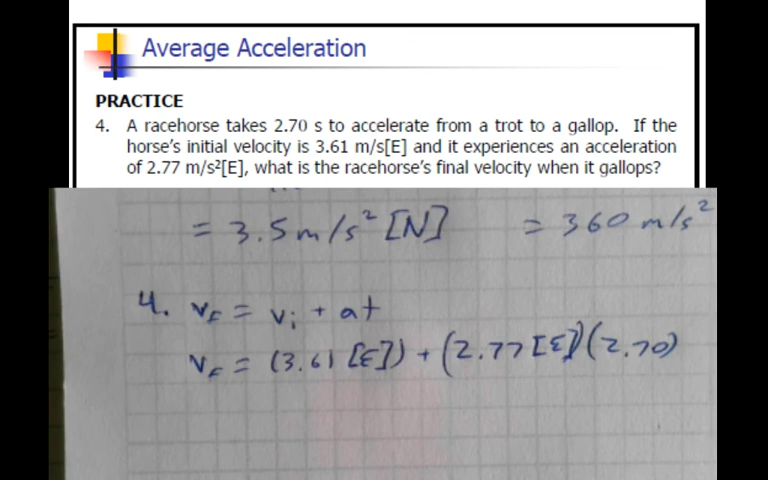 Average Acceleration
PRACTICE
4. A racehorse takes 2.70 s to accelerate from a trot to a gallop. If the
horse's initial velocity is 3.61 m/s[E] and it experiences an acceleration
of 2.77 m/s²[E], what is the racehorse's final velocity when it gallops?
= 3.5 m/s² [N] = 360 m/s²
4. vf = vi + at
vf = (3.61 [E]) + (2.77 [E])(2.70)